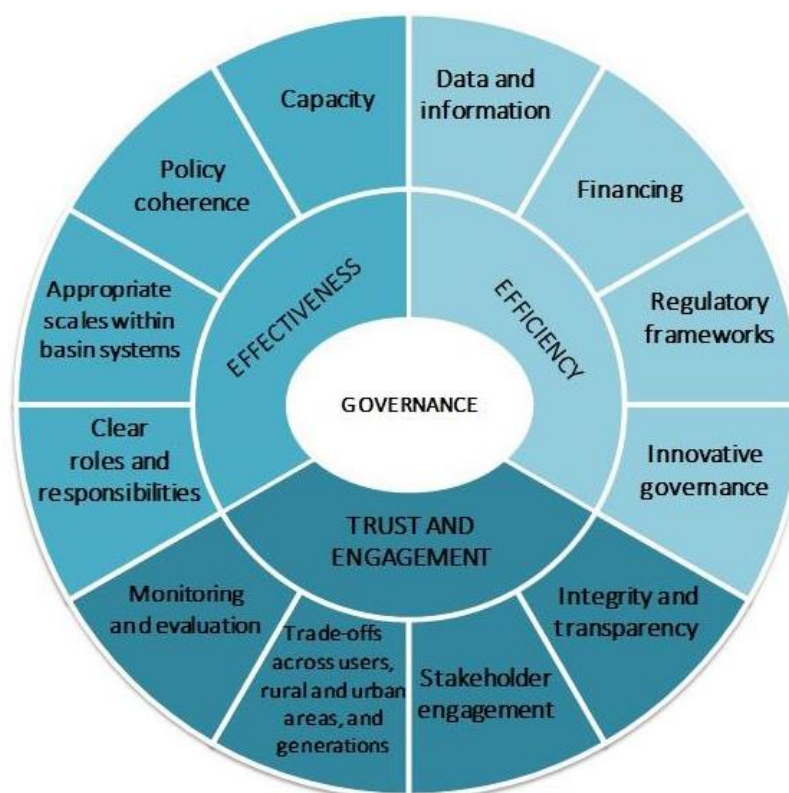 Capacity
Data and
information
Policy
coherence
Financing
Appropriate
scales within
basin systems
EFFECTIVENESS
EFFICIENCY
Regulatory
frameworks
GOVERNANCE
Clear
roles and
responsibilities
Innovative
governance
TRUST AND
ENGAGEMENT
Monitoring
and evaluation
Trade-offs
across users,
rural and urban
areas, and
generations
Stakeholder
engagement
Integrity and
transparency